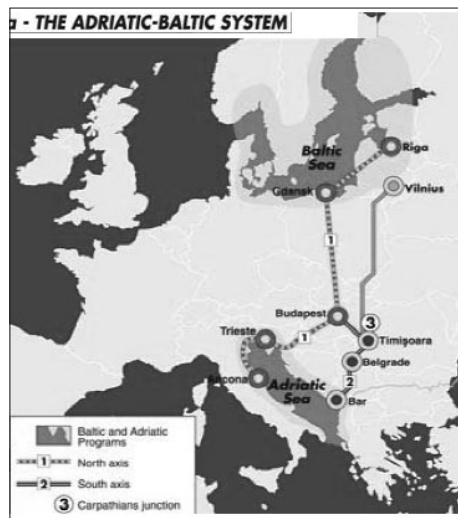 a - THE ADRIATIC-BALTIC SYSTEM
Baltic
Sea
Riga
Gdansk
Vilnius
1
Budapest
3
Trieste
1
Timişoara
Belgrade
Ancona
Adriatic
Sea
2
Bar
Baltic and Adriatic
Programs
1 North axis
2 South axis
3 Carpathians junction